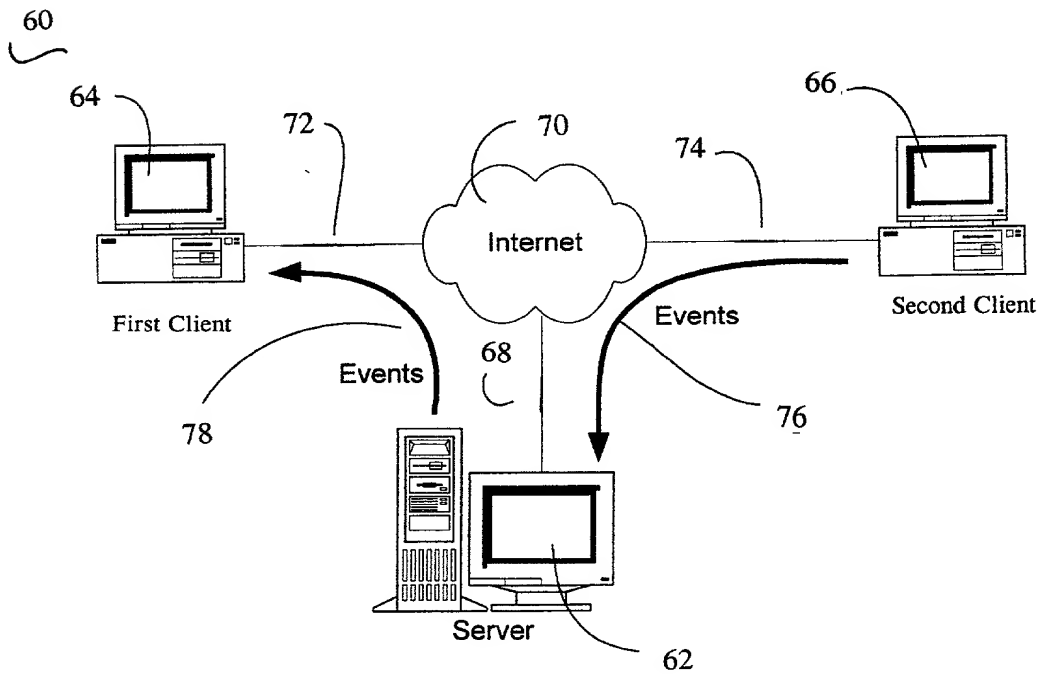 60
64
72
70
74
66
Internet
First Client
Second Client
Events
68
Events
78
76
Server
62